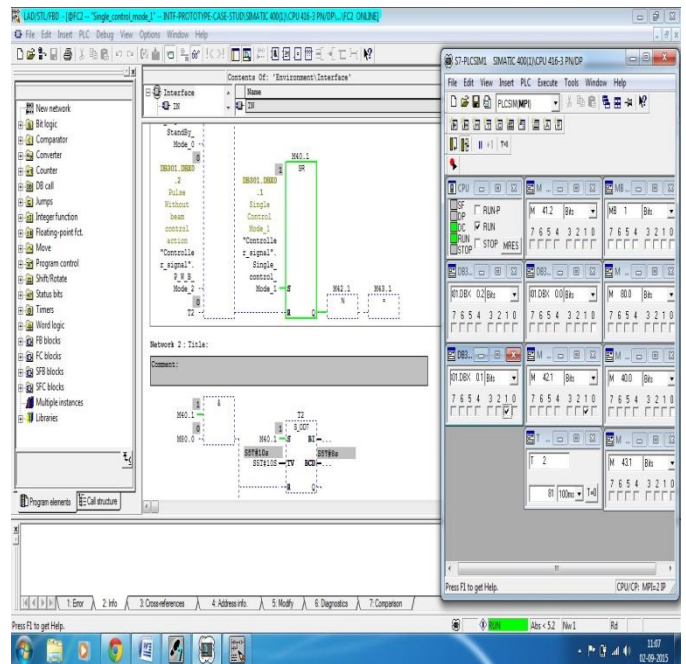 LAD/STL/FBD - [@FC2 -- "Single_control_mode_1" -- INTF-PROTOTYPE-CASE-STUD\SIMATIC 400(1)\CPU 416-3 PN/DP\...\FC2 ONLINE]
File Edit Insert PLC Debug View Options Window Help
Contents Of: 'Environment\Interface'
Interface
IN
Name
IN
New network
Bit logic
Comparator
Converter
Counter
DB call
Jumps
Integer function
Floating-point fct.
Move
Program control
Shift/Rotate
Status bits
Timers
Word logic
FB blocks
FC blocks
SFB blocks
SFC blocks
Multiple instances
Libraries
Program elements
Call structure
StandBy_
Mode_0
0
DB301.DBX0
.2
Pulse
Without
beam
control
action
"Controlle
r_signal".
P_W_B_
Mode_2
0
T2
1
DB301.DBX0
.1
Single
Control
Mode_1
"Controlle
r_signal".
Single_
control_
Mode_1
M40.1
SR
S
R Q
M42.1
N
M43.1
=
Network 2 : Title:
Comment:
1
M40.1
0
M80.0
&
T2
1
M40.1
S_ODT
S BI
S5T#10s
S5T#10S
TV BCD
S5T#8s
R Q
1: Error
2: Info
3: Cross-references
4: Address info.
5: Modify
6: Diagnostics
7: Comparison
Press F1 to get Help.
RUN
Abs < 5.2
Nw 1
Rd
S7-PLCSIM1 SIMATIC 400(1)\CPU 416-3 PN/DP
File Edit View Insert PLC Execute Tools Window Help
PLCSIM(MPI)
T=0
CPU
SF
DP
DC
RUN
STOP
RUN-P
RUN
STOP
MRES
M ...
M 41.2 Bits
7 6 5 4 3 2 1 0
MB ...
MB 1 Bits
7 6 5 4 3 2 1 0
DB3...
01.DBX 0.2 Bits
7 6 5 4 3 2 1 0
DB3...
01.DBX 0.0 Bits
7 6 5 4 3 2 1 0
M ...
M 80.0 Bits
7 6 5 4 3 2 1 0
DB3...
01.DBX 0.1 Bits
7 6 5 4 3 2 1 0
M ...
M 42.1 Bits
7 6 5 4 3 2 1 0
M ...
M 40.0 Bits
7 6 5 4 3 2 1 0
T ...
T 2
81 100ms T=0
M ...
M 43.1 Bits
7 6 5 4 3 2 1 0
Press F1 to get Help.
CPU/CP: MPI=2 IP
11:07
02-09-2015